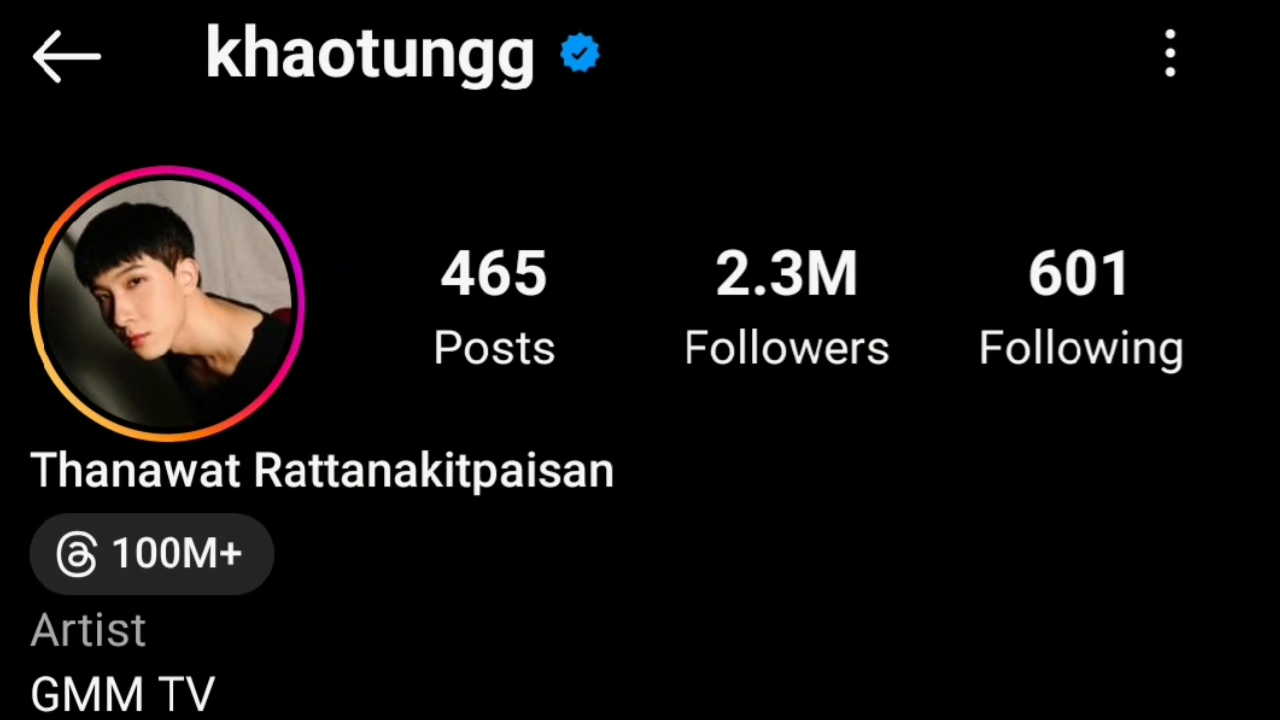 khaotungg
465 2.3M 601
Posts Followers Following
Thanawat Rattanakitpaisan
100M+
Artist
GMM TV